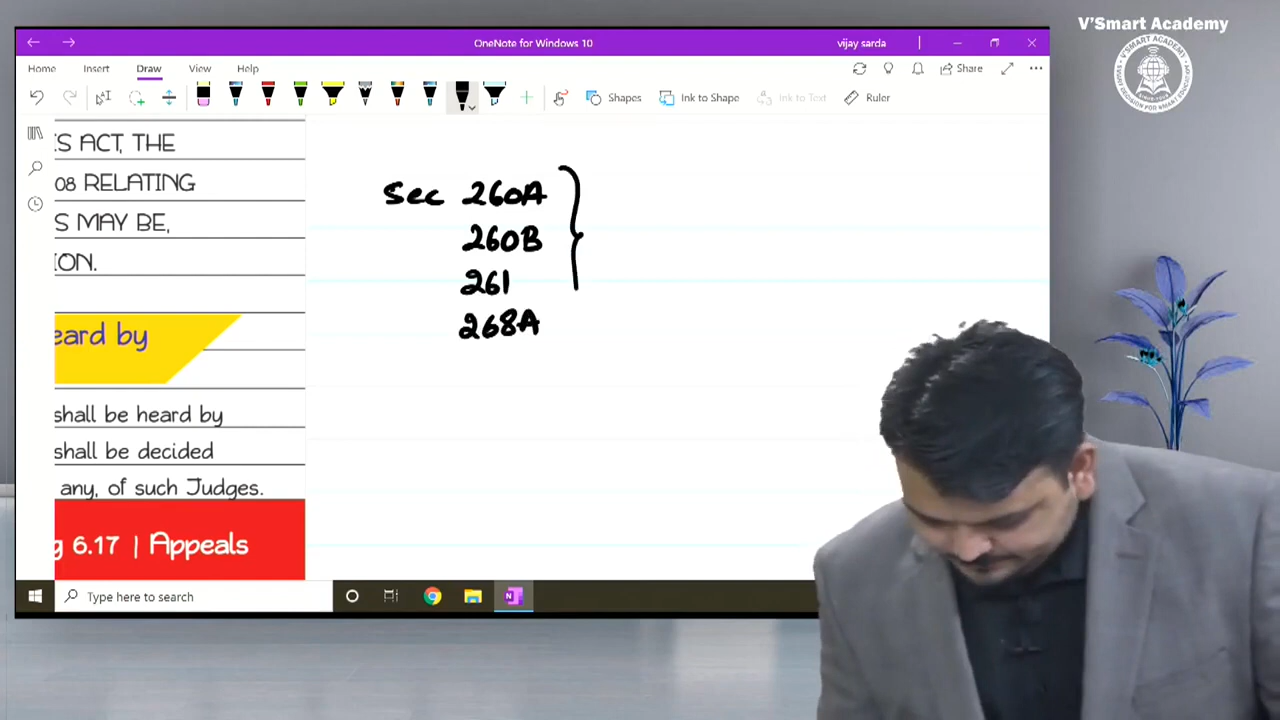 V'Smart Academy
OneNote for Windows 10
vijay sarda
Home Insert Draw View Help
Share
Shapes Ink to Shape Ink to Text Ruler
S ACT, THE
08 RELATING
S MAY BE,
ION.
eard by
shall be heard by
shall be decided
any, of such Judges.
g 6.17 | Appeals
Sec 260A
260B
261
268A
Type here to search